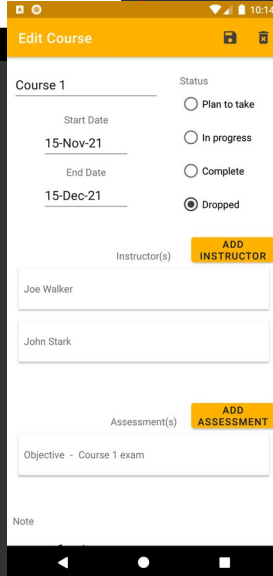 10:14
Edit Course
Course 1
Status
Plan to take
Start Date
15-Nov-21
In progress
End Date
Complete
15-Dec-21
Dropped
Instructor(s)
ADD
INSTRUCTOR
Joe Walker
John Stark
Assessment(s)
ADD
ASSESSMENT
Objective - Course 1 exam
Note